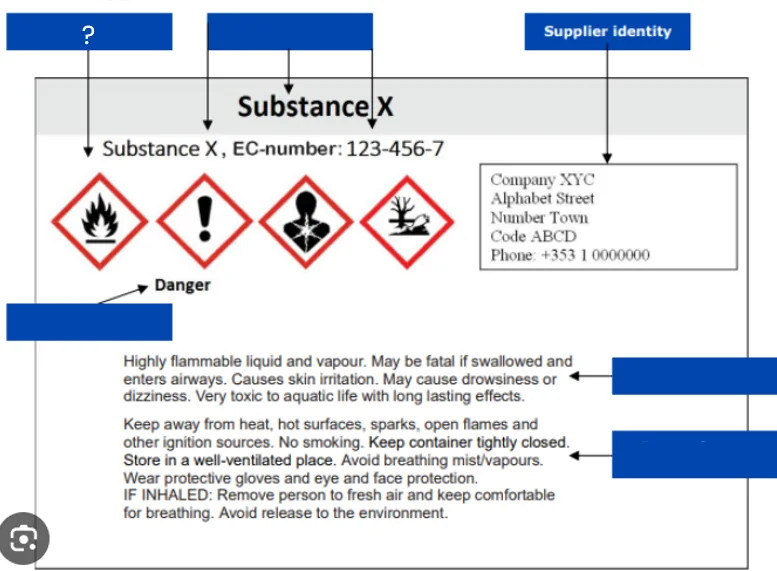 ?
Supplier identity
Substance X
Substance X, EC-number: 123-456-7
Company XYC
Alphabet Street
Number Town
Code ABCD
Phone: +353 1 0000000
Danger
Highly flammable liquid and vapour. May be fatal if swallowed and
enters airways. Causes skin irritation. May cause drowsiness or
dizziness. Very toxic to aquatic life with long lasting effects.
Keep away from heat, hot surfaces, sparks, open flames and
other ignition sources. No smoking. Keep container tightly closed.
Store in a well-ventilated place. Avoid breathing mist/vapours.
Wear protective gloves and eye and face protection.
IF INHALED: Remove person to fresh air and keep comfortable
for breathing. Avoid release to the environment.